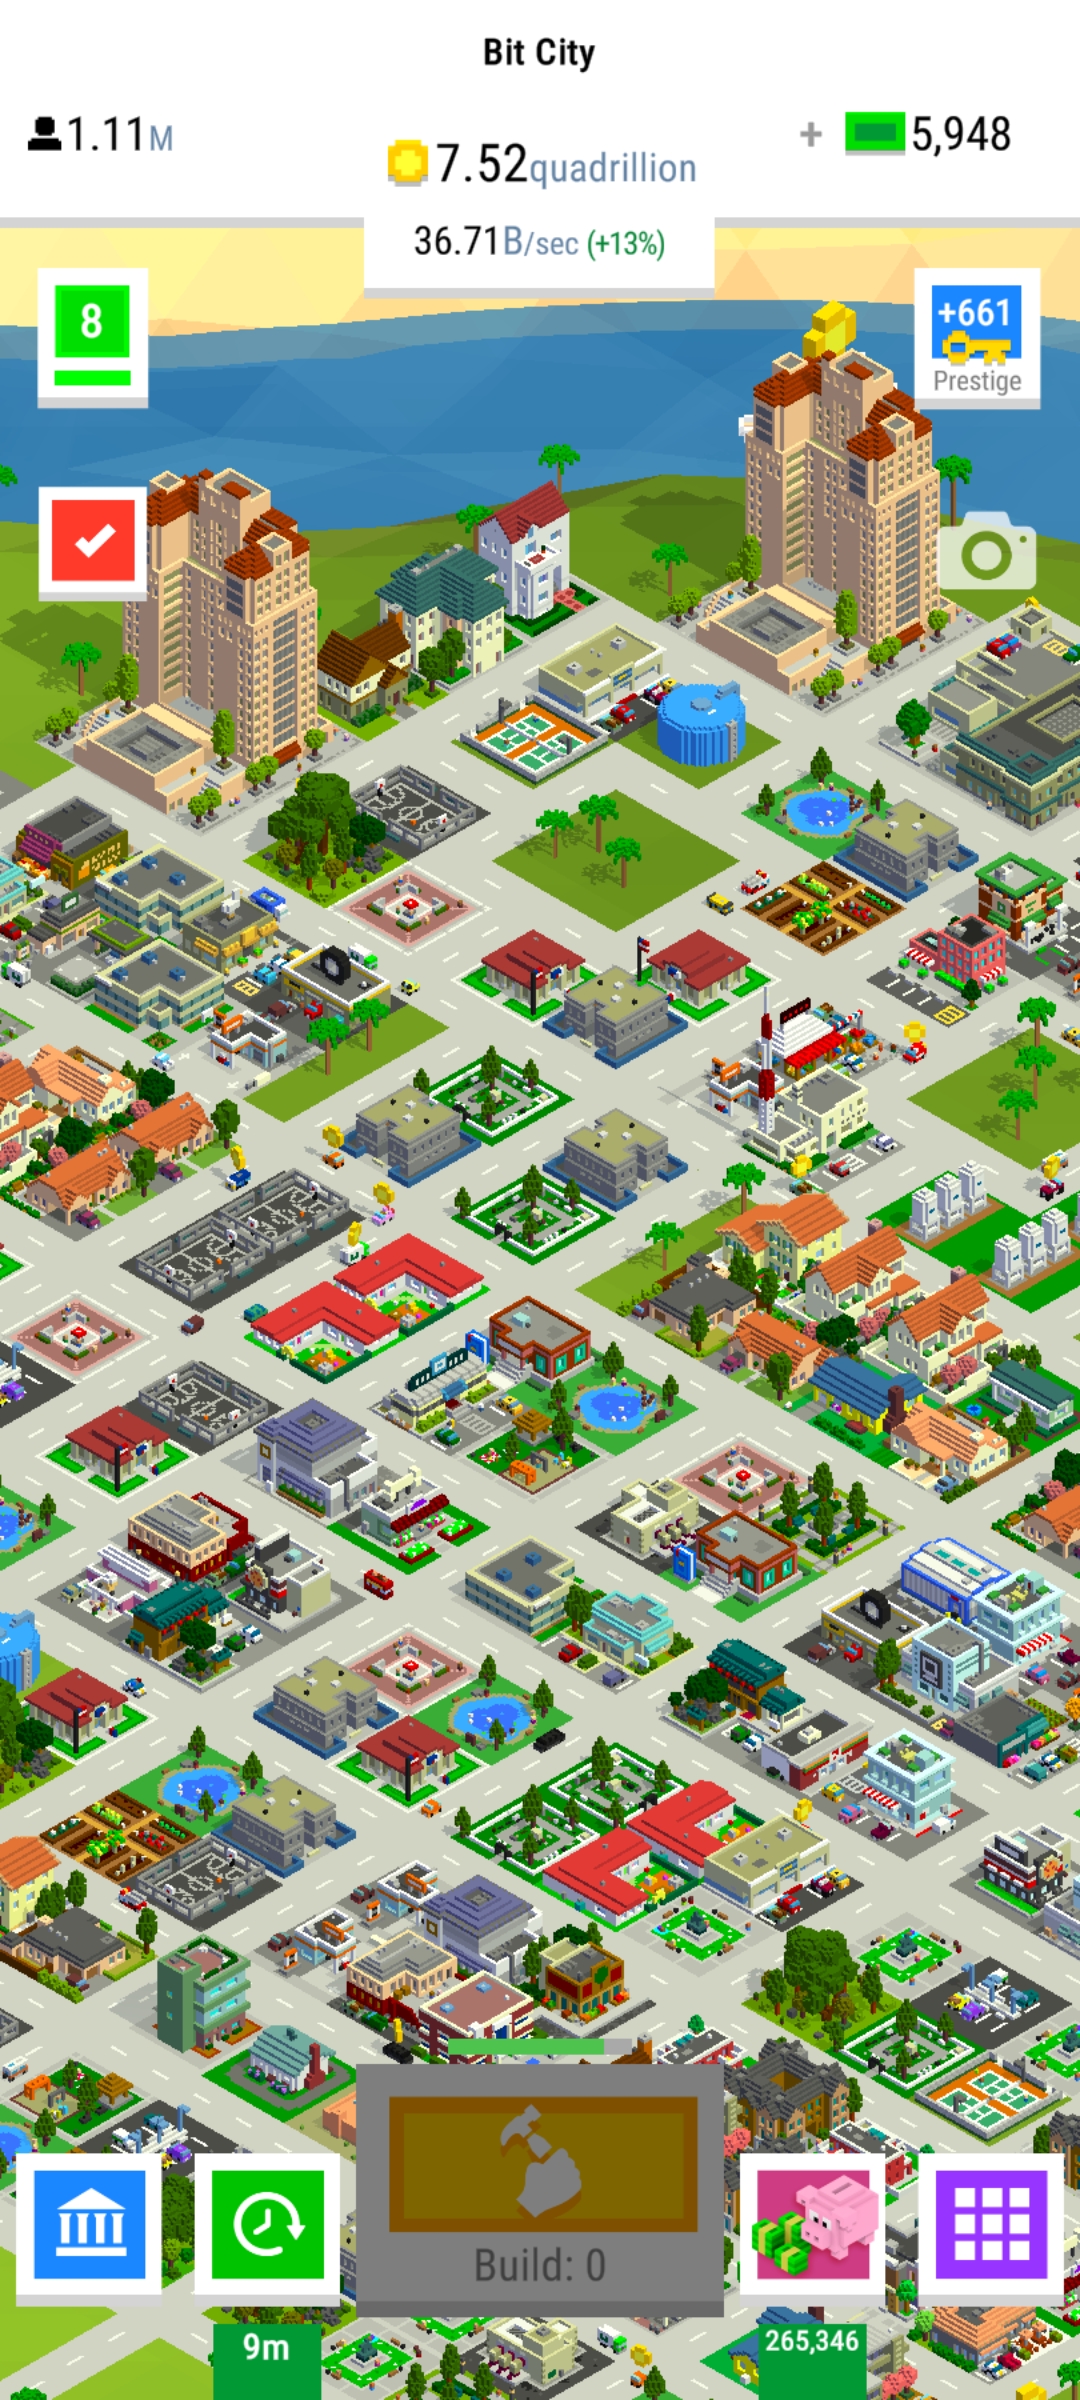 Bit City
1.11M
7.52quadrillion
+ 5,948
36.71B/sec (+13%)
8
+661
Prestige
Build: 0
9m
265,346